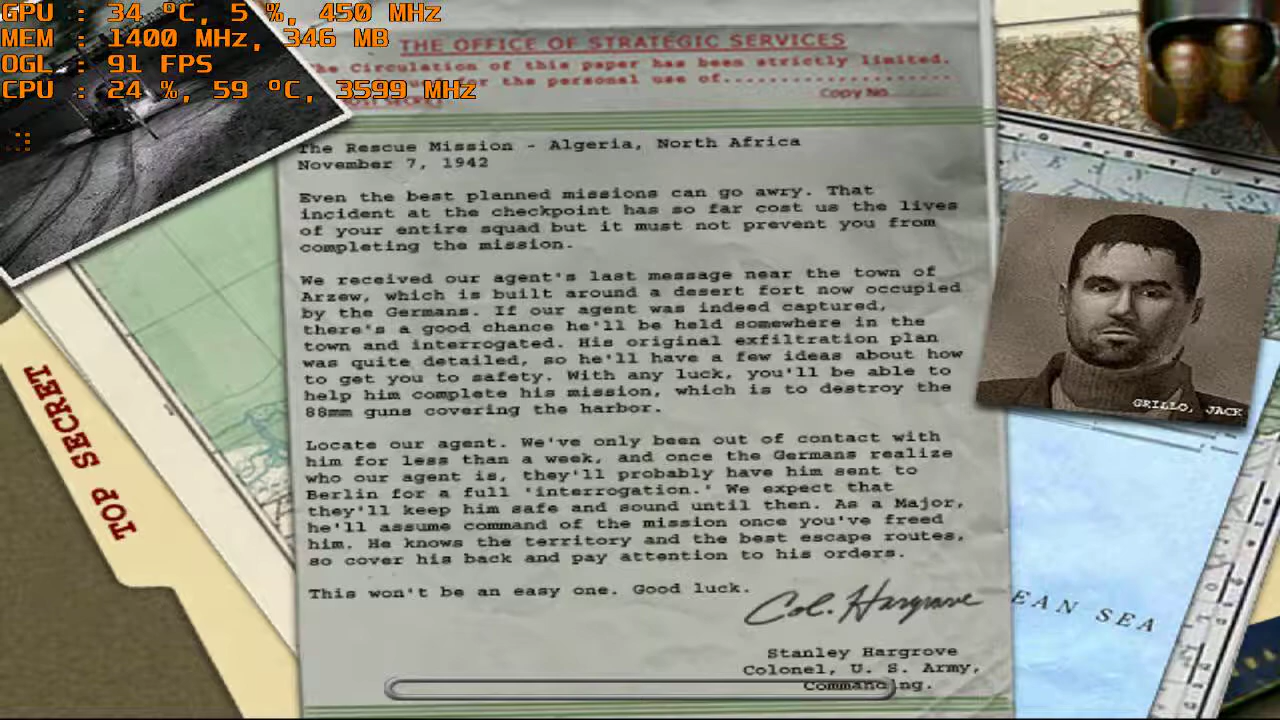 GPU : 34 ºC, 5 %, 450 MHz
MEM : 1400 MHz, 346 MB
OGL : 91 FPS
CPU : 24 %, 59 ºC, 3599 MHz
THE OFFICE OF STRATEGIC SERVICES
The Circulation of this paper has been strictly limited.
for the personal use of
Copy No
The Rescue Mission - Algeria, North Africa
November 7, 1942
Even the best planned missions can go awry. That
incident at the checkpoint has so far cost us the lives
of your entire squad but it must not prevent you from
completing the mission.
We received our agent's last message near the town of
Arzew, which is built around a desert fort now occupied
by the Germans. If our agent was indeed captured,
there's a good chance he'll be held somewhere in the
town and interrogated. His original exfiltration plan
was quite detailed, so he'll have a few ideas about how
to get you to safety. With any luck, you'll be able to
help him complete his mission, which is to destroy the
88mm guns covering the harbor.
Locate our agent. We've only been out of contact with
him for less than a week, and once the Germans realize
who our agent is, they'll probably have him sent to
Berlin for a full 'interrogation.' We expect that
they'll keep him safe and sound until then. As a Major,
he'll assume command of the mission once you've freed
him. He knows the territory and the best escape routes,
so cover his back and pay attention to his orders.
This won't be an easy one. Good luck.
Col. Hargrove
Stanley Hargrove
Colonel, U. S. Army,
Commanding.
TOP SECRET
GRILLO, JACK
EAN SEA